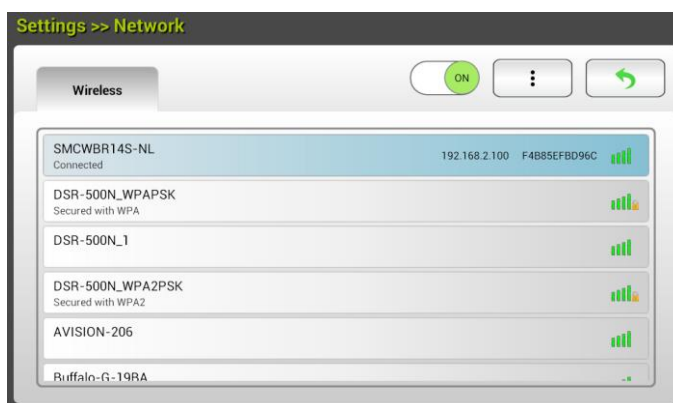 Settings >> Network
Wireless
ON
SMCWBR14S-NL
Connected
192.168.2.100 F4B85EFBD96C
DSR-500N_WPAPSK
Secured with WPA
DSR-500N_1
DSR-500N_WPA2PSK
Secured with WPA2
AVISION-206
Buffalo-G-19BA